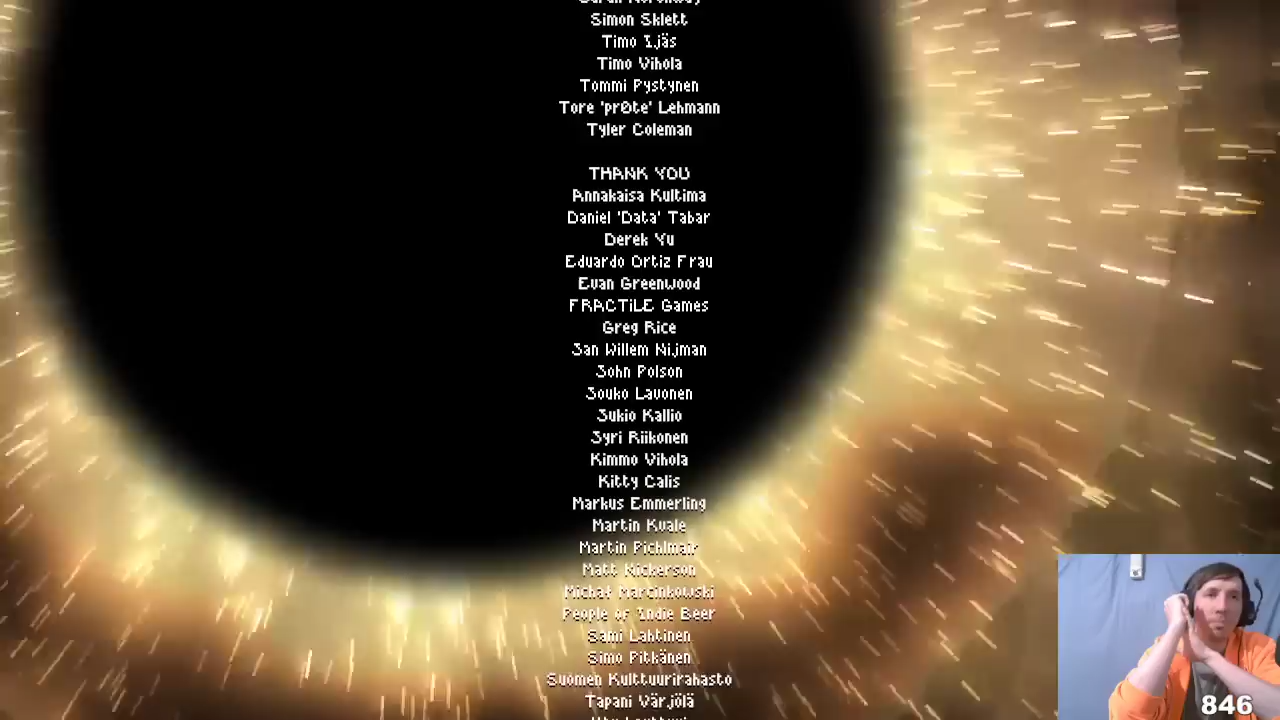 Simon Sklett
Timo Ijäs
Timo Vihola
Tommi Pystynen
Tore 'pr0te' Lehmann
Tyler Coleman
THANK YOU
Annakaisa Kultima
Daniel 'Data' Tabar
Derek Yu
Eduardo Ortiz Frau
Evan Greenwood
FRACTiLE Games
Greg Rice
Jan Willem Nijman
John Polson
Jouko Lavonen
Jukio Kallio
Jyri Riikonen
Kimmo Vihola
Kitty Calis
Markus Emmerling
Martin Kvale
Martin Pichlmair
Matt Nickerson
Michał Marcinkowski
People of Indie Beer
Sami Lahtinen
Simo Pitkänen
Suomen Kulttuurirahasto
Tapani Värjölä
846